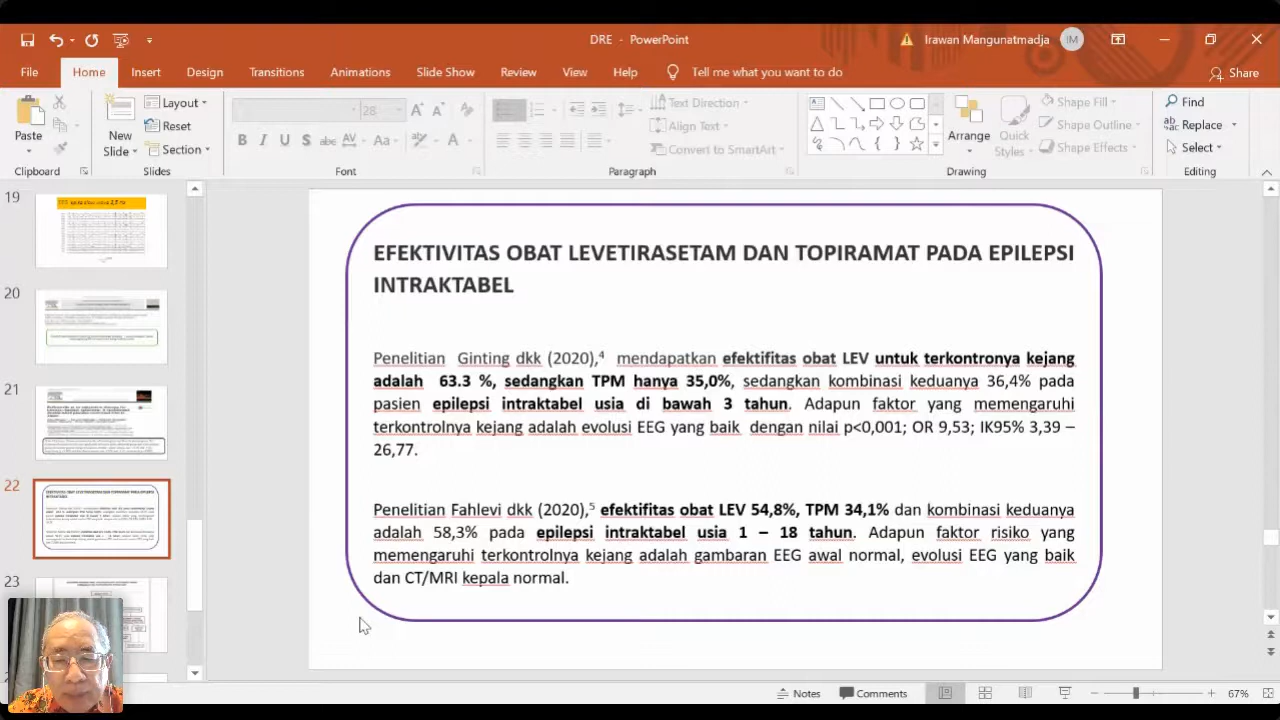 DRE - PowerPoint
Irawan Mangunatmadja
IM
File
Home
Insert
Design
Transitions
Animations
Slide Show
Review
View
Help
Tell me what you want to do
Share
Paste
Clipboard
New
Slide
Layout
Reset
Section
Slides
28
Font
Text Direction
Align Text
Convert to SmartArt
Paragraph
Arrange
Quick
Styles
Shape Fill
Shape Outline
Shape Effects
Drawing
Find
Replace
Select
Editing
19
20
21
22
23
EFEKTIVITAS OBAT LEVETIRASETAM DAN TOPIRAMAT PADA EPILEPSI
INTRAKTABEL
Penelitian Ginting dkk (2020),⁴ mendapatkan efektifitas obat LEV untuk terkontronya kejang
adalah 63.3 %, sedangkan TPM hanya 35,0%, sedangkan kombinasi keduanya 36,4% pada
pasien epilepsi intraktabel usia di bawah 3 tahun. Adapun faktor yang memengaruhi
terkontrolnya kejang adalah evolusi EEG yang baik dengan nilai p<0,001; OR 9,53; IK95% 3,39 –
26,77.
Penelitian Fahlevi dkk (2020),⁵ efektifitas obat LEV 54,8%, TPM 34,1% dan kombinasi keduanya
adalah 58,3% pada epilepsi intraktabel usia 1 – 18 tahun. Adapun faktor risiko yang
memengaruhi terkontrolnya kejang adalah gambaran EEG awal normal, evolusi EEG yang baik
dan CT/MRI kepala normal.
Notes
Comments
67%